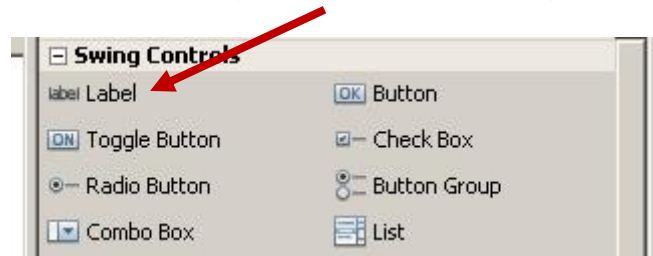 Swing Controls
label Label
OK Button
ON Toggle Button
Check Box
Radio Button
Button Group
Combo Box
List